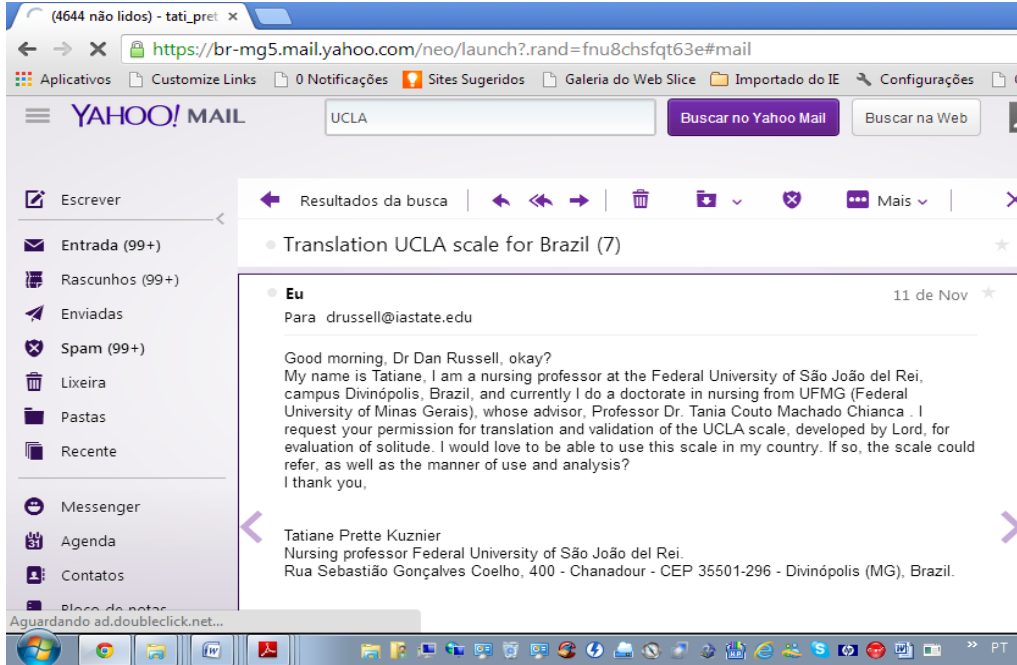 (4644 não lidos) - tati_pret
https://br-mg5.mail.yahoo.com/neo/launch?.rand=fnu8chsfqt63e#mail
Aplicativos Customize Links 0 Notificações Sites Sugeridos Galeria do Web Slice Importado do IE Configurações
YAHOO! MAIL UCLA Buscar no Yahoo Mail Buscar na Web
Escrever
Entrada (99+)
Rascunhos (99+)
Enviadas
Spam (99+)
Lixeira
Pastas
Recente
Messenger
Agenda
Contatos
Bloco de notas
Resultados da busca Mais
Translation UCLA scale for Brazil (7)
Eu 11 de Nov
Para drussell@iastate.edu
Good morning, Dr Dan Russell, okay?
My name is Tatiane, I am a nursing professor at the Federal University of São João del Rei,
campus Divinópolis, Brazil, and currently I do a doctorate in nursing from UFMG (Federal
University of Minas Gerais), whose advisor, Professor Dr. Tania Couto Machado Chianca . I
request your permission for translation and validation of the UCLA scale, developed by Lord, for
evaluation of solitude. I would love to be able to use this scale in my country. If so, the scale could
refer, as well as the manner of use and analysis?
I thank you,
Tatiane Prette Kuznier
Nursing professor Federal University of São João del Rei.
Rua Sebastião Gonçalves Coelho, 400 - Chanadour - CEP 35501-296 - Divinópolis (MG), Brazil.
Aguardando ad.doubleclick.net...
PT